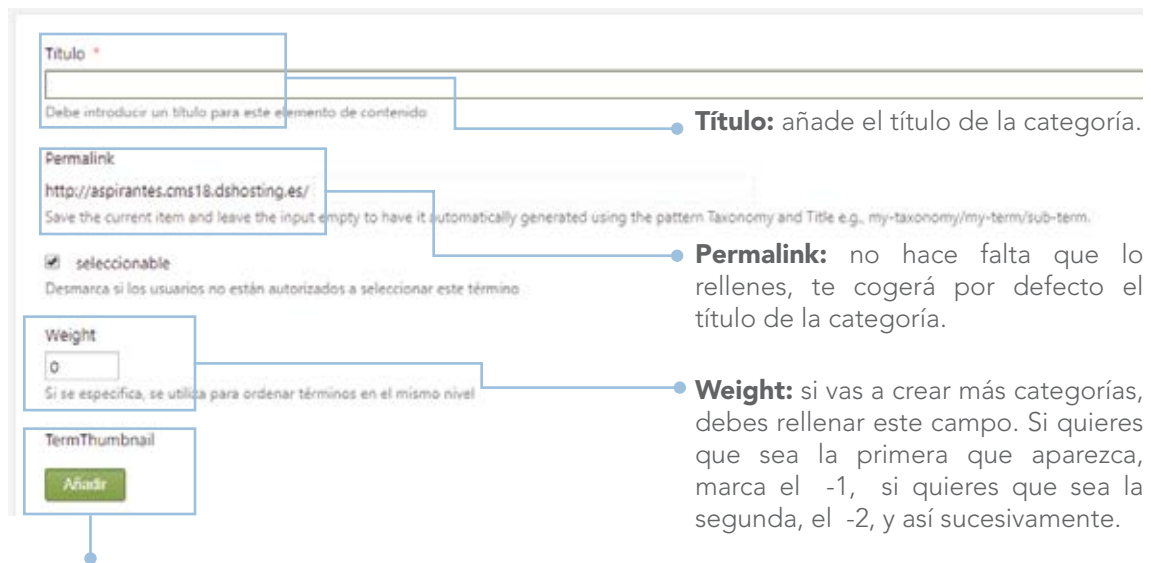 Título *
Debe introducir un título para este elemento de contenido
Título: añade el título de la categoría.
Permalink
http://aspirantes.cms18.dshosting.es/
Save the current item and leave the input empty to have it automatically generated using the pattern Taxonomy and Title e.g., my-taxonomy/my-term/sub-term.
Permalink: no hace falta que lo
rellenes, te cogerá por defecto el
título de la categoría.
seleccionable
Desmarca si los usuarios no están autorizados a seleccionar este término
Weight
0
Si se especifica, se utiliza para ordenar términos en el mismo nivel
Weight: si vas a crear más categorías,
debes rellenar este campo. Si quieres
que sea la primera que aparezca,
marca el -1, si quieres que sea la
segunda, el -2, y así sucesivamente.
TermThumbnail
Añadir